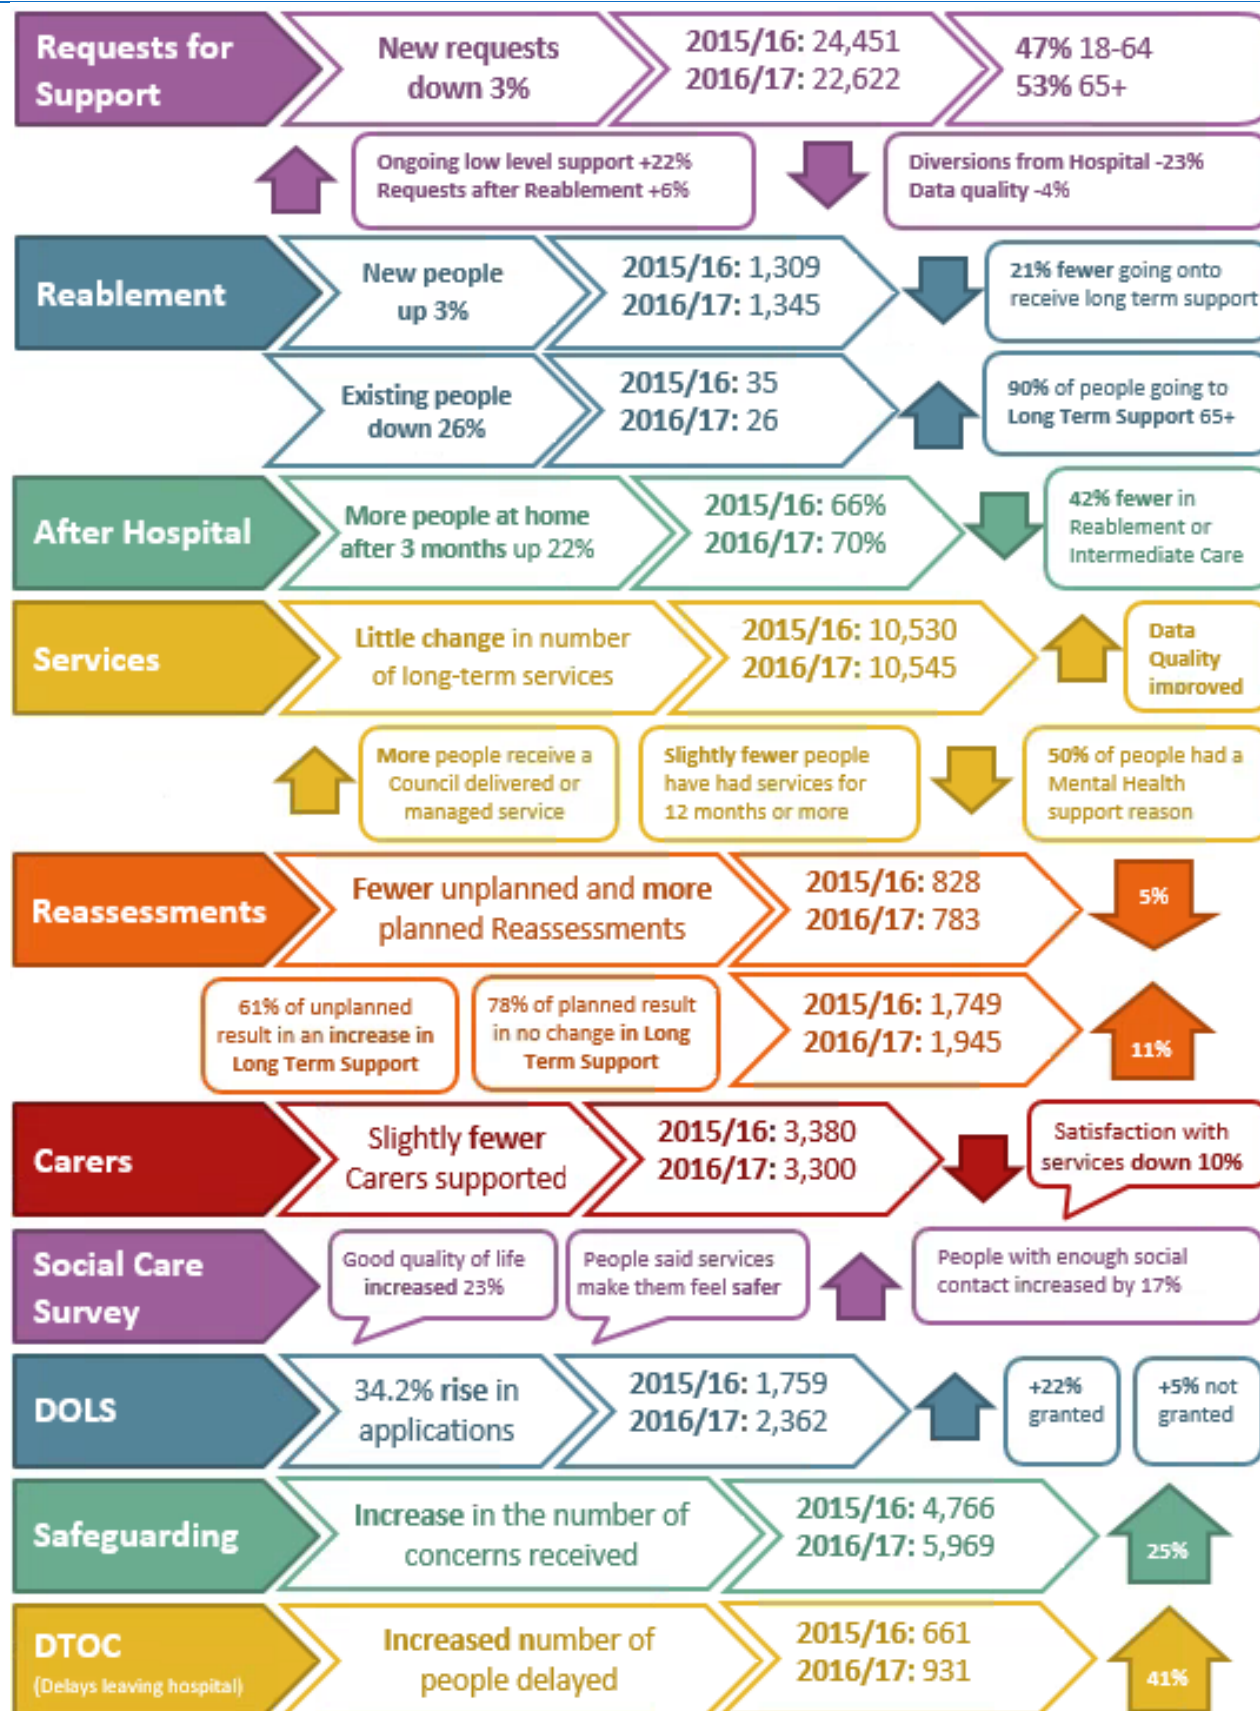 Requests for
Support
New requests
down 3%
2015/16: 24,451
2016/17: 22,622
47% 18-64
53% 65+
Ongoing low level support +22%
Requests after Reablement +6%
Diversions from Hospital -23%
Data quality -4%
Reablement
New people
up 3%
2015/16: 1,309
2016/17: 1,345
21% fewer going onto
receive long term support
Existing people
down 26%
2015/16: 35
2016/17: 26
90% of people going to
Long Term Support 65+
After Hospital
More people at home
after 3 months up 22%
2015/16: 66%
2016/17: 70%
42% fewer in
Reablement or
Intermediate Care
Services
Little change in number
of long-term services
2015/16: 10,530
2016/17: 10,545
Data
Quality
improved
More people receive a
Council delivered or
managed service
Slightly fewer people
have had services for
12 months or more
50% of people had a
Mental Health
support reason
Reassessments
Fewer unplanned and more
planned Reassessments
2015/16: 828
2016/17: 783
5%
61% of unplanned
result in an increase in
Long Term Support
78% of planned result
in no change in Long
Term Support
2015/16: 1,749
2016/17: 1,945
11%
Carers
Slightly fewer
Carers supported
2015/16: 3,380
2016/17: 3,300
Satisfaction with
services down 10%
Social Care
Survey
Good quality of life
increased 23%
People said services
make them feel safer
People with enough social
contact increased by 17%
DOLS
34.2% rise in
applications
2015/16: 1,759
2016/17: 2,362
+22%
granted
+5% not
granted
Safeguarding
Increase in the number of
concerns received
2015/16: 4,766
2016/17: 5,969
25%
DTOC
(Delays leaving hospital)
Increased number of
people delayed
2015/16: 661
2016/17: 931
41%